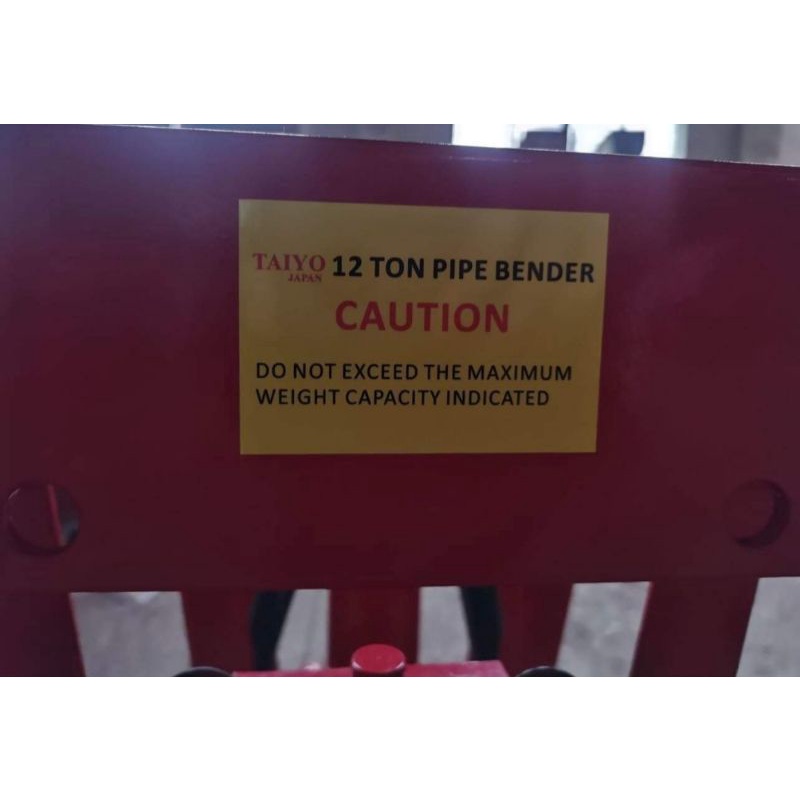 TAIYO JAPAN 12 TON PIPE BENDER
CAUTION
DO NOT EXCEED THE MAXIMUM
WEIGHT CAPACITY INDICATED